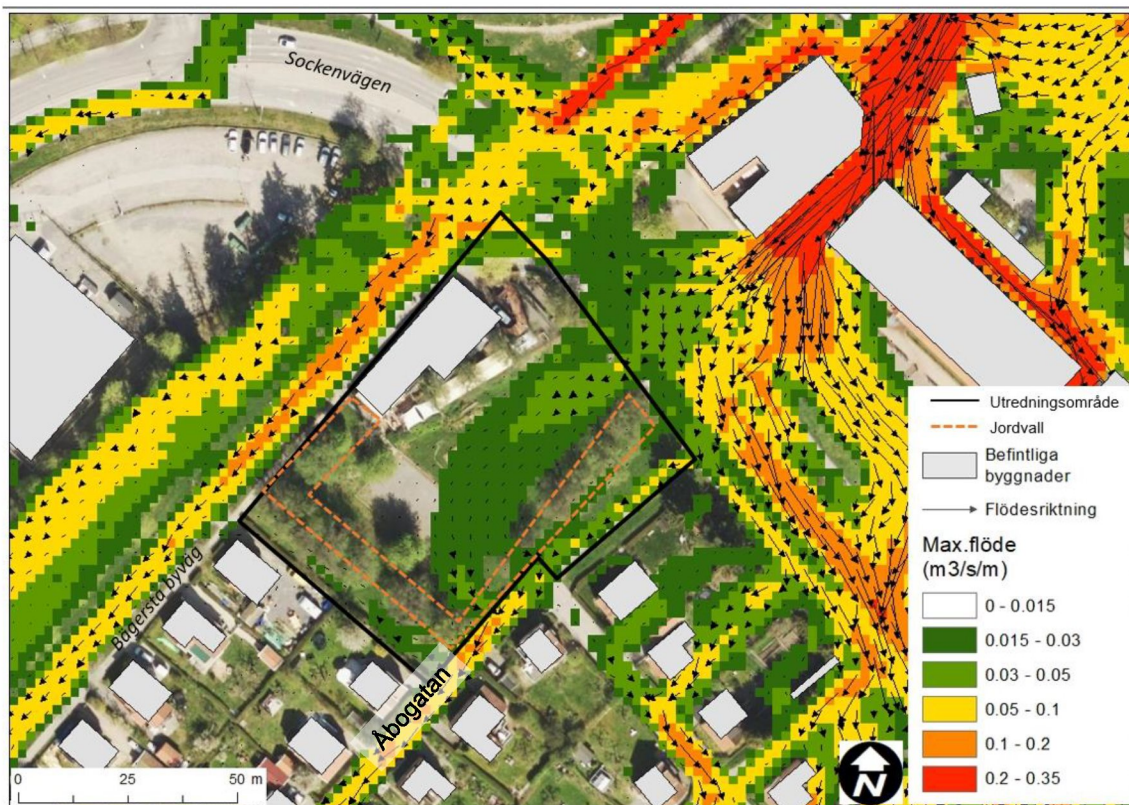 Sockenvägen
Bägersta byväg
Åbogatan
0 25 50 m
N
Utredningsområde
Jordvall
Befintliga
byggnader
Flödesriktning
Max.flöde
(m3/s/m)
0 - 0.015
0.015 - 0.03
0.03 - 0.05
0.05 - 0.1
0.1 - 0.2
0.2 - 0.35